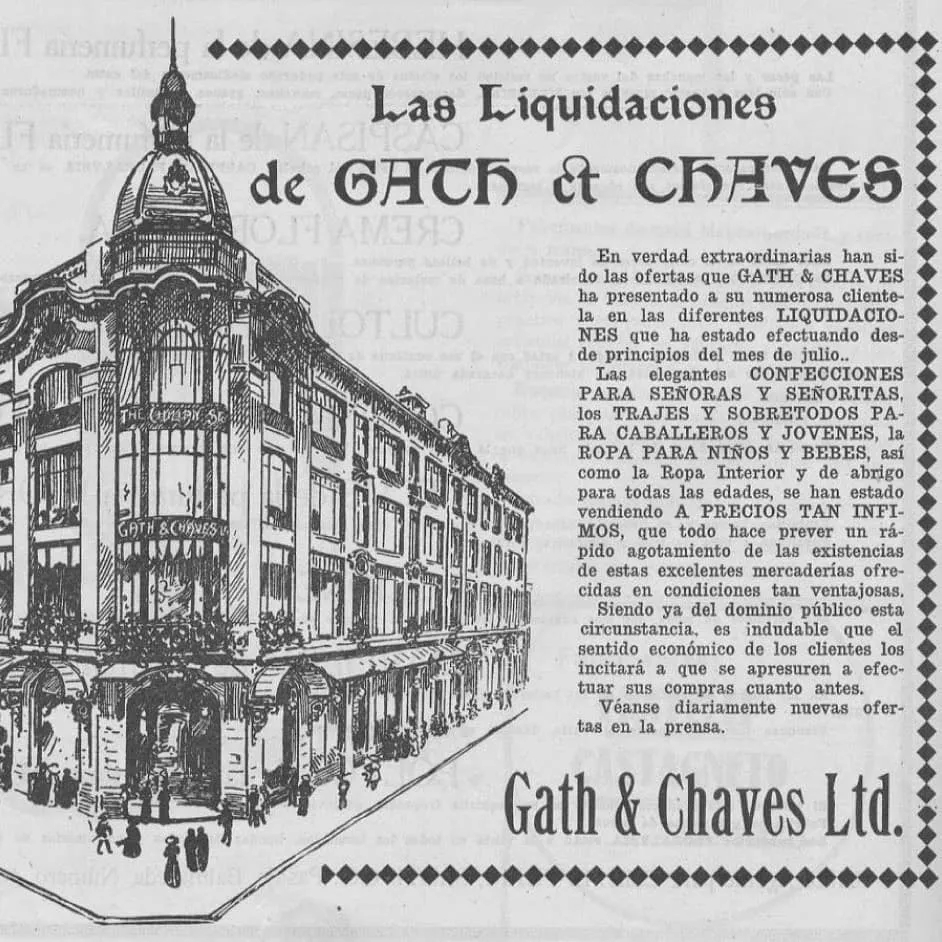 Las Liquidaciones
de GATH & CHAVES
En verdad extraordinarias han si-
do las ofertas que GATH & CHAVES
ha presentado a su numerosa cliente-
la en las diferentes LIQUIDACIO-
NES que ha estado efectuando des-
de principios del mes de julio..
Las elegantes CONFECCIONES
PARA SEÑORAS Y SEÑORITAS,
los TRAJES Y SOBRETODOS PA-
RA CABALLEROS Y JOVENES, la
ROPA PARA NIÑOS Y BEBES, así
como la Ropa Interior y de abrigo
para todas las edades, se han estado
vendiendo A PRECIOS TAN INFI-
MOS, que todo hace prever un rá-
pido agotamiento de las existencias
de estas excelentes mercaderías ofre-
cidas en condiciones tan ventajosas.
Siendo ya del dominio público esta
circunstancia, es indudable que el
sentido económico de los clientes los
incitará a que se apresuren a efec-
tuar sus compras cuanto antes.
Véanse diariamente nuevas ofer-
tas en la prensa.
Gath & Chaves Ltd.
THE
GATH & CHAVES